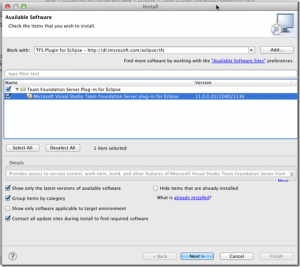 Install
Available Software
Check the items that you wish to install.
Work with: TFS Plugin for Eclipse - http://dl.microsoft.com/eclipse/tfs Add...
Find more software by working with the "Available Software Sites" preferences.
type filter text
Name Version
Team Foundation Server Plug-in for Eclipse
Microsoft Visual Studio Team Foundation Server plug-in for Eclipse
Select All Deselect All 1 item selected
Details
Provides access to version control, work item, build, and other features of Microsoft Visual Studio Team Foundation Server from
More
Show only the latest versions of available software Hide items that are already installed
Group items by category What is already installed?
Show only software applicable to target environment
Contact all update sites during install to find required software
? < Back Next > Cancel Finish